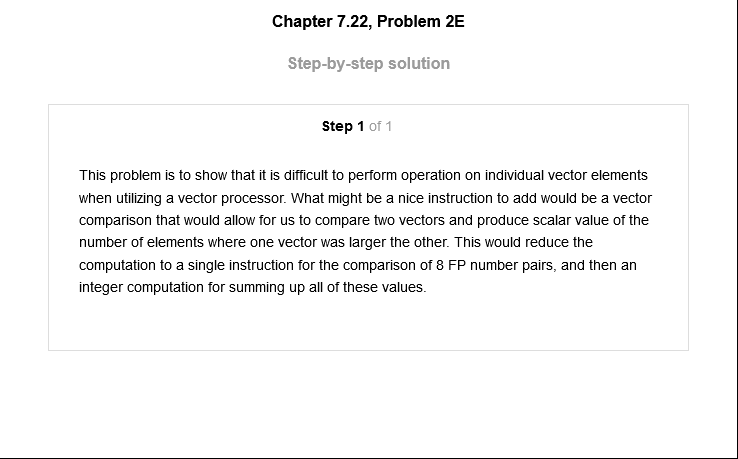 Chapter 7.22, Problem 2E
Step-by-step solution
Step 1 of 1
This problem is to show that it is difficult to perform operation on individual vector elements
when utilizing a vector processor. What might be a nice instruction to add would be a vector
comparison that would allow for us to compare two vectors and produce scalar value of the
number of elements where one vector was larger the other. This would reduce the
computation to a single instruction for the comparison of 8 FP number pairs, and then an
integer computation for summing up all of these values.